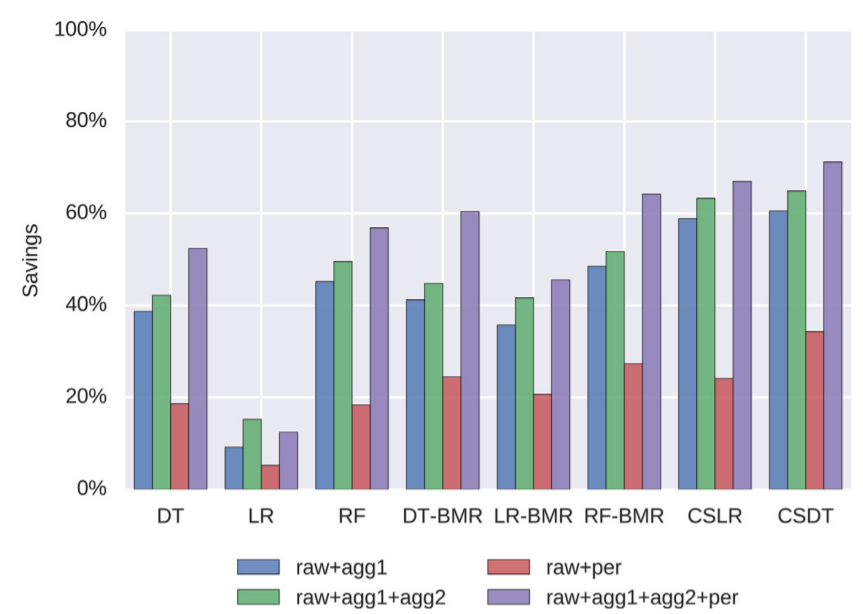 100%
80%
60%
40%
20%
0%
Savings
DT LR RF DT-BMR LR-BMR RF-BMR CSLR CSDT
raw+agg1 raw+per
raw+agg1+agg2 raw+agg1+agg2+per